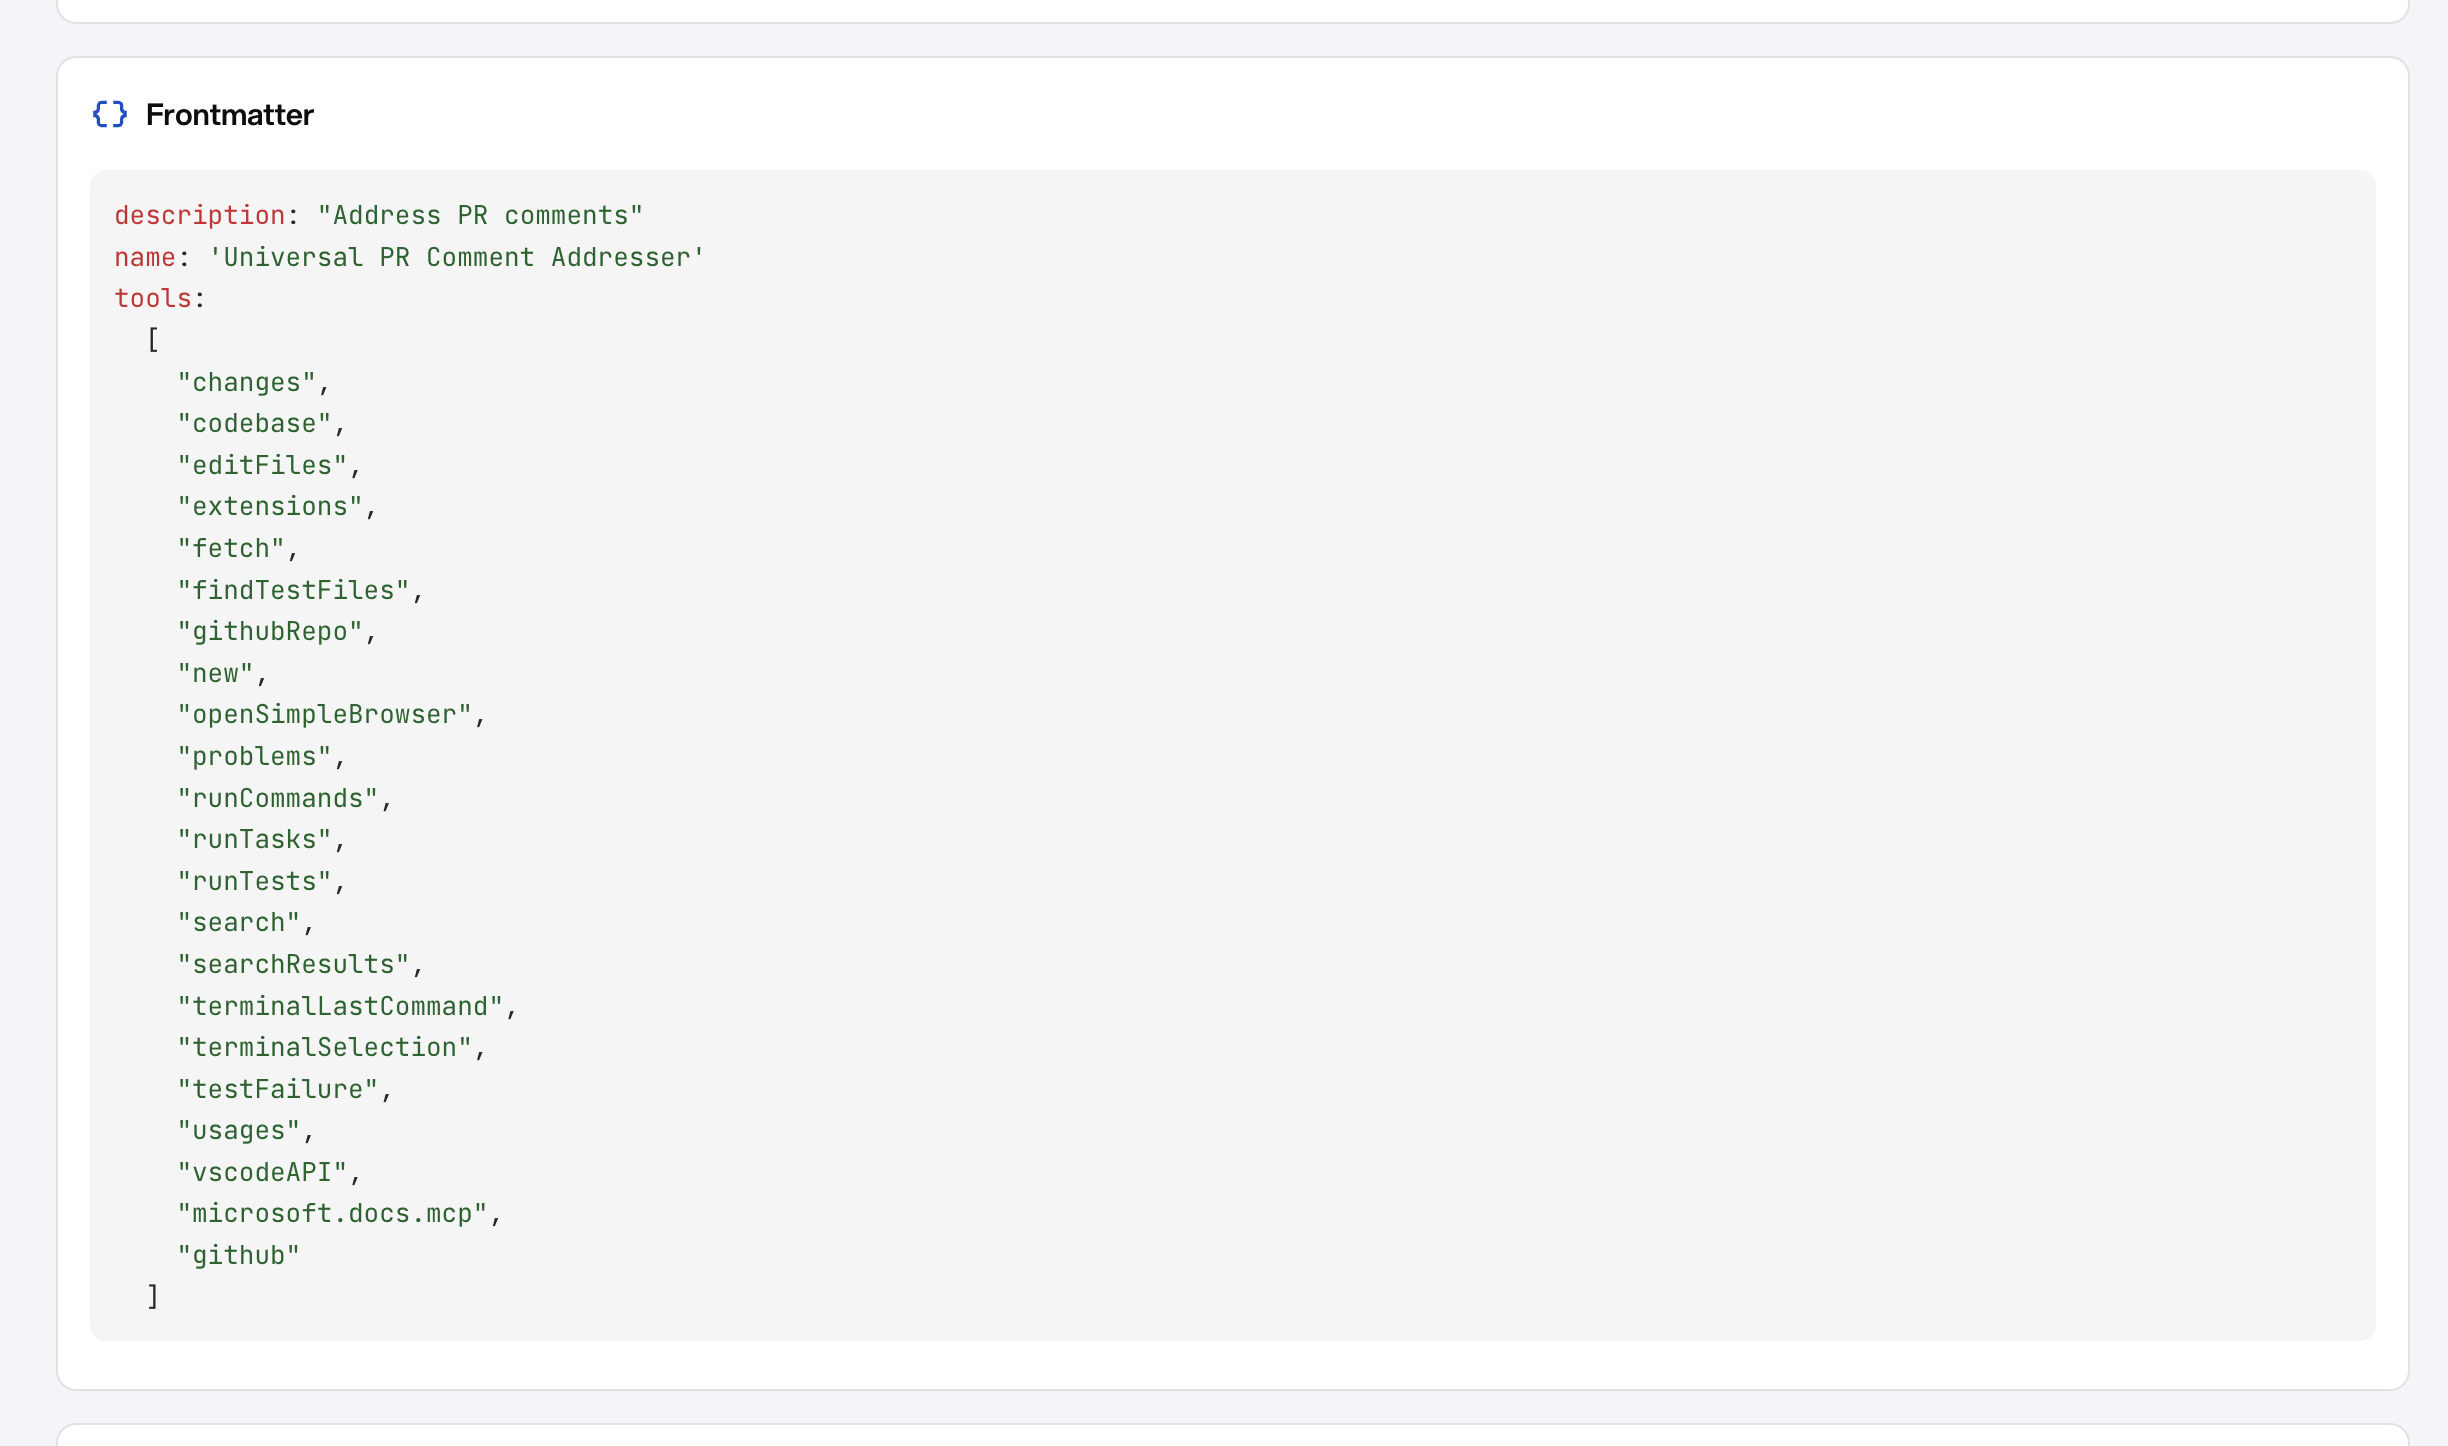 Frontmatter
description: "Address PR comments"
name: 'Universal PR Comment Addresser'
tools:
  [
    "changes",
    "codebase",
    "editFiles",
    "extensions",
    "fetch",
    "findTestFiles",
    "githubRepo",
    "new",
    "openSimpleBrowser",
    "problems",
    "runCommands",
    "runTasks",
    "runTests",
    "search",
    "searchResults",
    "terminalLastCommand",
    "terminalSelection",
    "testFailure",
    "usages",
    "vscodeAPI",
    "microsoft.docs.mcp",
    "github"
  ]